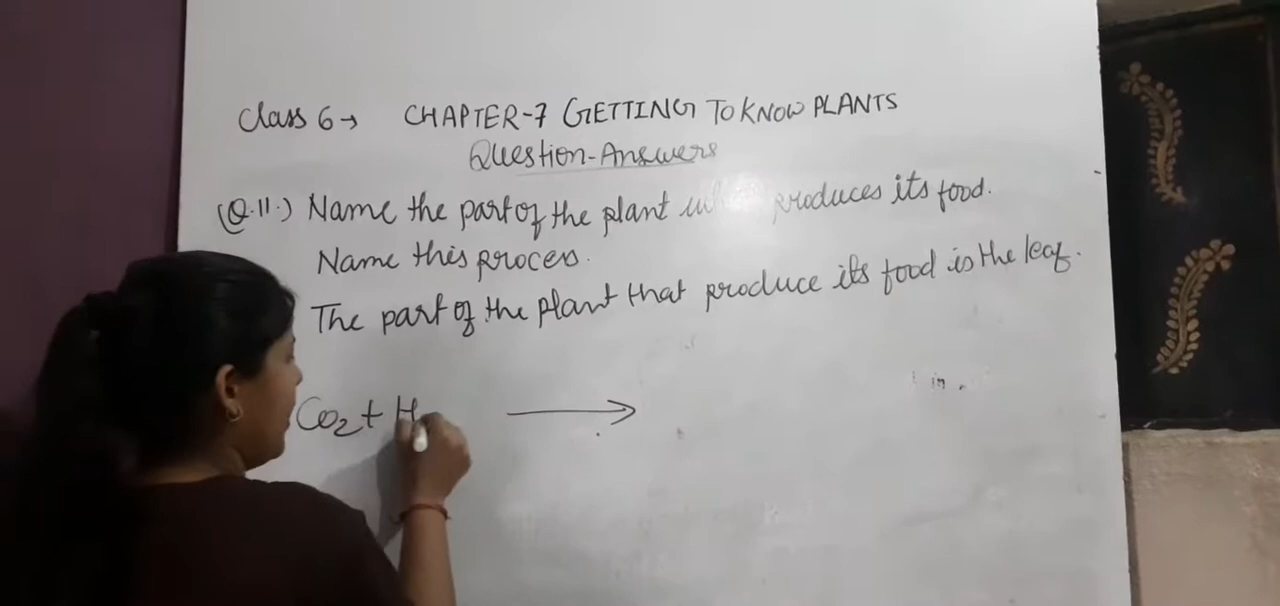 Class 6→ CHAPTER-7 GETTING TO KNOW PLANTS
Question-Answers
(Q.11.) Name the part of the plant produces its food.
Name this process.
The part of the plant that produce its food is the leaf.
in
CO2 + H →